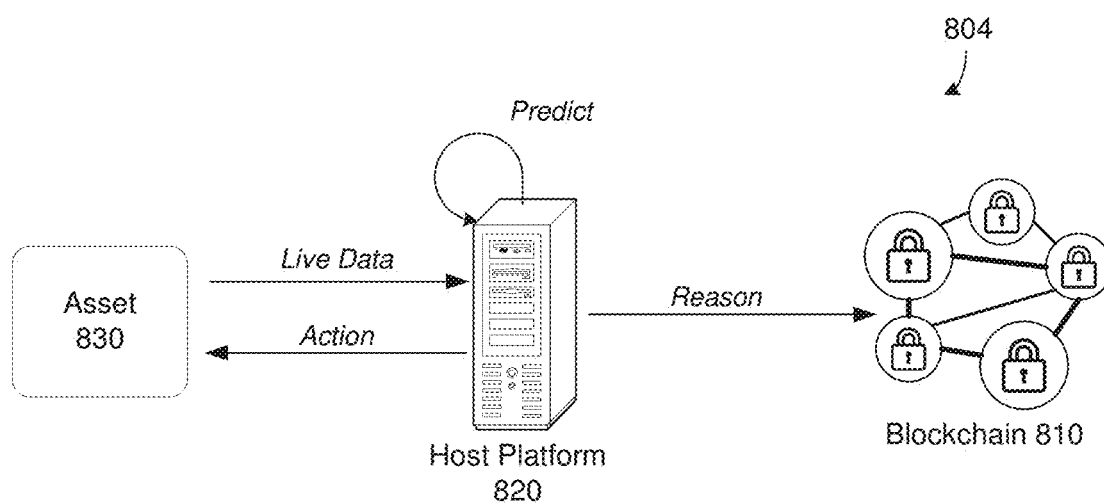 804
Predict
Live Data
Asset
830
Action
Reason
Host Platform
820
Blockchain 810